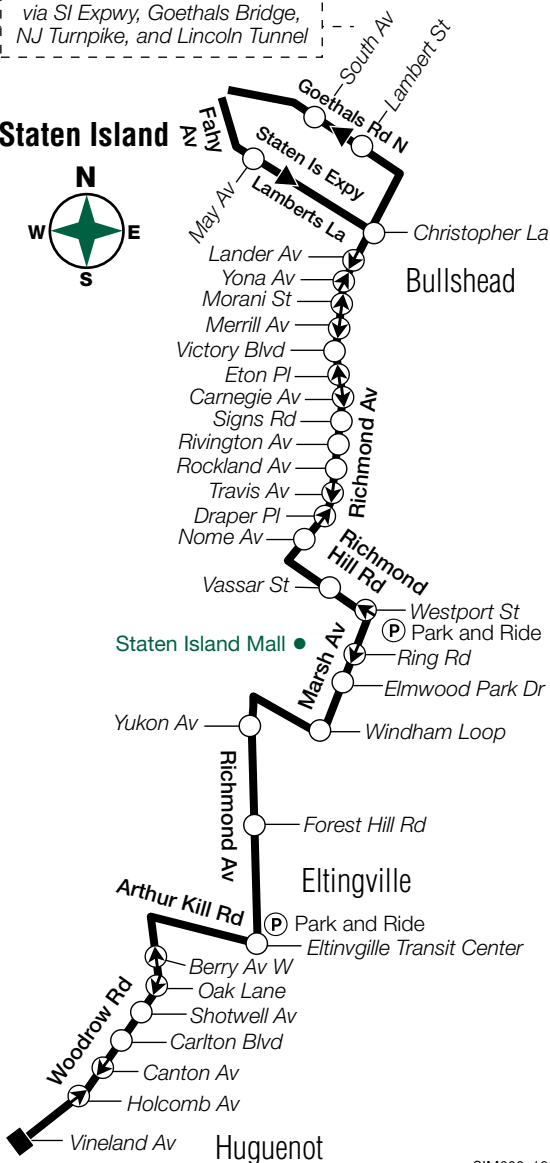 via SI Expwy, Goethals Bridge,
NJ Turnpike, and Lincoln Tunnel
South Av
Lambert St
Goethals Rd N
Fahy
Av
Staten Island
Staten Is Expy
N
W
E
S
May Av
Lamberts La
Christopher La
Lander Av
Bullshead
Yona Av
Morani St
Merrill Av
Victory Blvd
Eton Pl
Carnegie Av
Richmond Av
Signs Rd
Rivington Av
Rockland Av
Travis Av
Draper Pl
Nome Av
Richmond
Hill Rd
Vassar St
Westport St
P Park and Ride
Staten Island Mall
Marsh Av
Ring Rd
Elmwood Park Dr
Yukon Av
Windham Loop
Richmond Av
Forest Hill Rd
Eltingville
Arthur Kill Rd
P Park and Ride
Eltinvgille Transit Center
Berry Av W
Oak Lane
Woodrow Rd
Shotwell Av
Carlton Blvd
Canton Av
Holcomb Av
Vineland Av
Huguenot